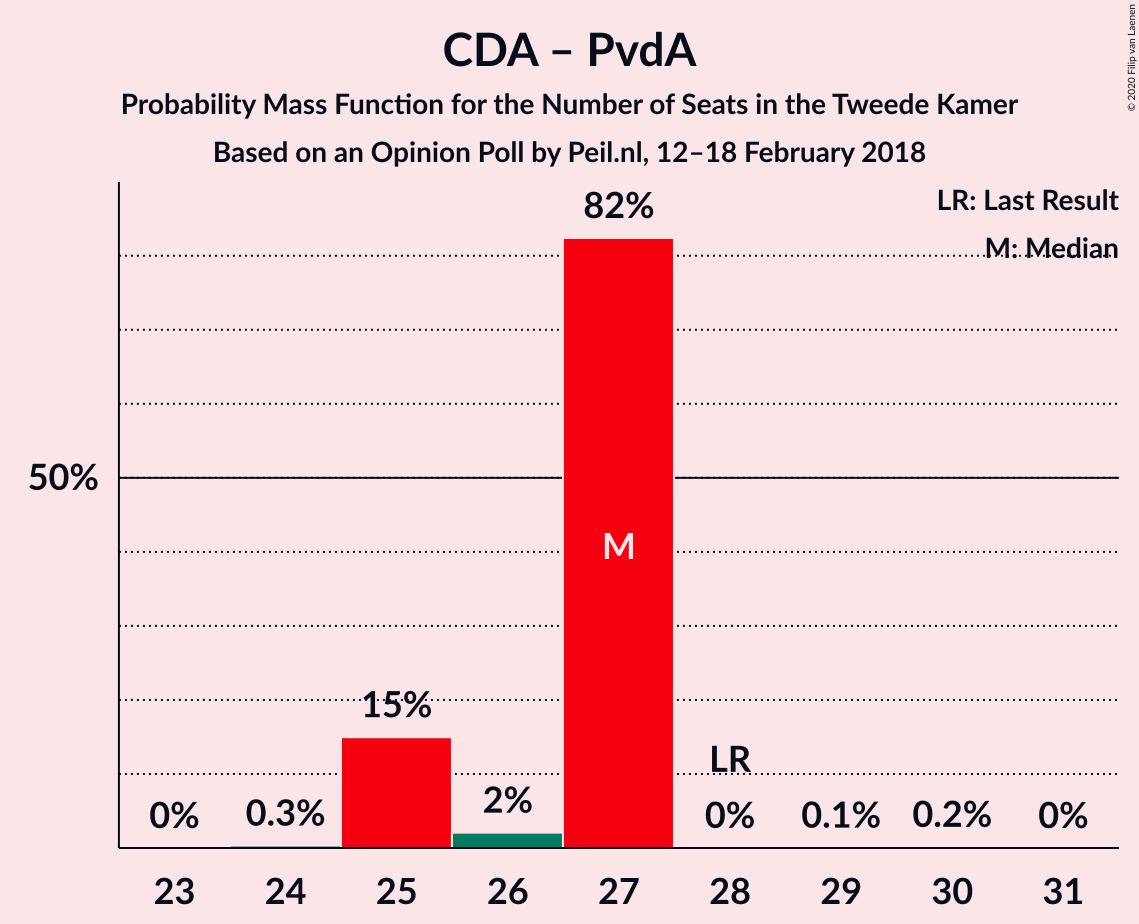 CDA – PvdA
Probability Mass Function for the Number of Seats in the Tweede Kamer
Based on an Opinion Poll by Peil.nl, 12–18 February 2018
© 2020 Filip van Laenen
LR: Last Result
M: Median
82%
50%
M
15%
LR
0%
0.3%
2%
0%
0.1%
0.2%
0%
23 24 25 26 27 28 29 30 31